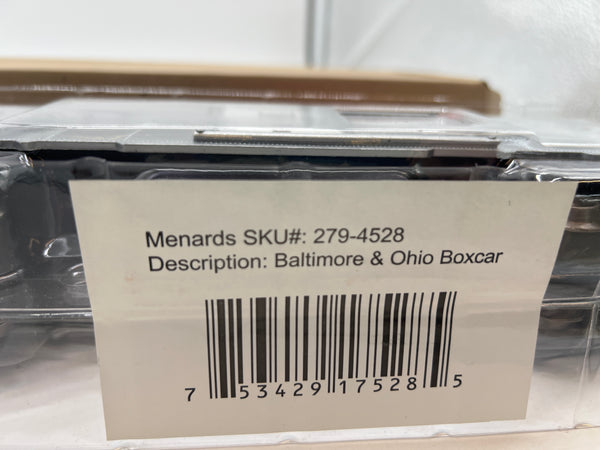 Menards SKU#: 279-4528
Description: Baltimore & Ohio Boxcar
7 53429 17528 5